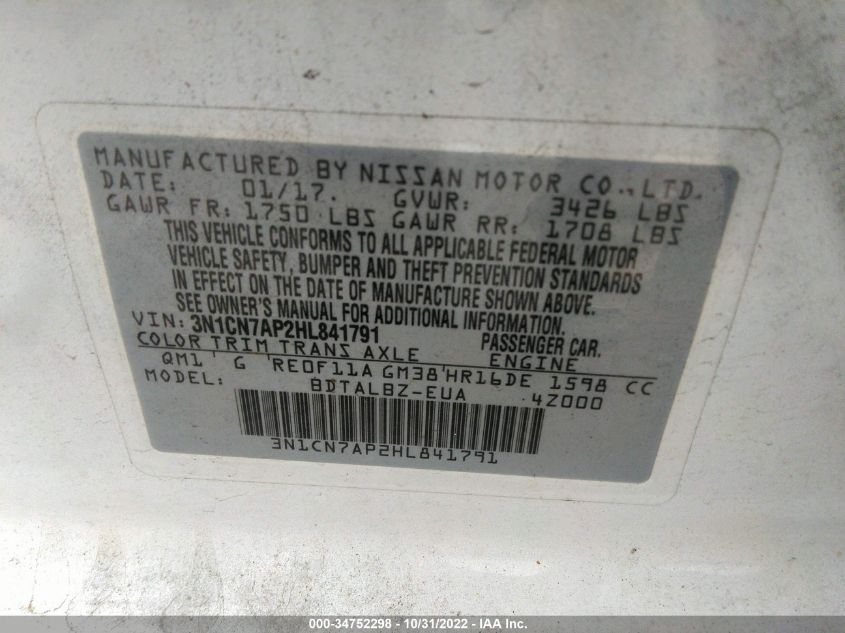 MANUFACTURED BY NISSAN MOTOR CO., LTD.
DATE: 01/17. GVWR: 3426 LBS
GAWR FR: 1750 LBS GAWR RR: 1708 LBS
THIS VEHICLE CONFORMS TO ALL APPLICABLE FEDERAL MOTOR
VEHICLE SAFETY, BUMPER AND THEFT PREVENTION STANDARDS
IN EFFECT ON THE DATE OF MANUFACTURE SHOWN ABOVE.
SEE OWNER'S MANUAL FOR ADDITIONAL INFORMATION.
VIN: 3N1CN7AP2HL841791 PASSENGER CAR.
COLOR TRIM TRANS AXLE ENGINE
QM1 ' G 'RE0F11A GM38'HR16DE 1598 CC
MODEL: BDTALBZ-EUA 4Z000
3N1CN7AP2HL841791
000-34752298 - 10/31/2022 - IAA Inc.